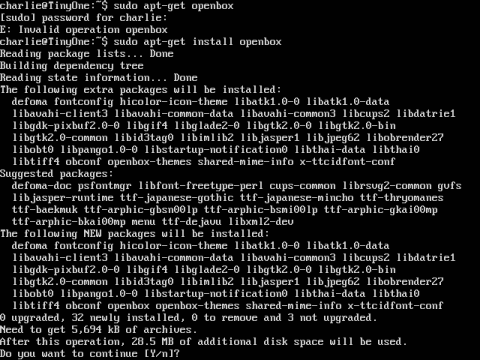 charlie@TinyOne:~$ sudo apt-get openbox
[sudo] password for charlie:
E: Invalid operation openbox
charlie@TinyOne:~$ sudo apt-get install openbox
Reading package lists... Done
Building dependency tree
Reading state information... Done
The following extra packages will be installed:
  defoma fontconfig hicolor-icon-theme libatk1.0-0 libatk1.0-data
  libavahi-client3 libavahi-common-data libavahi-common3 libcups2 libdatrie1
  libgdk-pixbuf2.0-0 libgif4 libglade2-0 libgtk2.0-0 libgtk2.0-bin
  libgtk2.0-common libid3tag0 libimlib2 libjasper1 libjpeg62 libobrender27
  libobt0 libpango1.0-0 libstartup-notification0 libthai-data libthai0
  libtiff4 obconf openbox-themes shared-mime-info x-ttcidfont-conf
Suggested packages:
  defoma-doc psfontmgr libfont-freetype-perl cups-common librsvg2-common gvfs
  libjasper-runtime ttf-japanese-gothic ttf-japanese-mincho ttf-thryomanes
  ttf-baekmuk ttf-arphic-gbsn00lp ttf-arphic-bsmi00lp ttf-arphic-gkai00mp
  ttf-arphic-bkai00mp menu ttf-dejavu libxml2-dev
The following NEW packages will be installed:
  defoma fontconfig hicolor-icon-theme libatk1.0-0 libatk1.0-data
  libavahi-client3 libavahi-common-data libavahi-common3 libcups2 libdatrie1
  libgdk-pixbuf2.0-0 libgif4 libglade2-0 libgtk2.0-0 libgtk2.0-bin
  libgtk2.0-common libid3tag0 libimlib2 libjasper1 libjpeg62 libobrender27
  libobt0 libpango1.0-0 libstartup-notification0 libthai-data libthai0
  libtiff4 obconf openbox openbox-themes shared-mime-info x-ttcidfont-conf
0 upgraded, 32 newly installed, 0 to remove and 3 not upgraded.
Need to get 5,694 kB of archives.
After this operation, 28.5 MB of additional disk space will be used.
Do you want to continue [Y/n]?